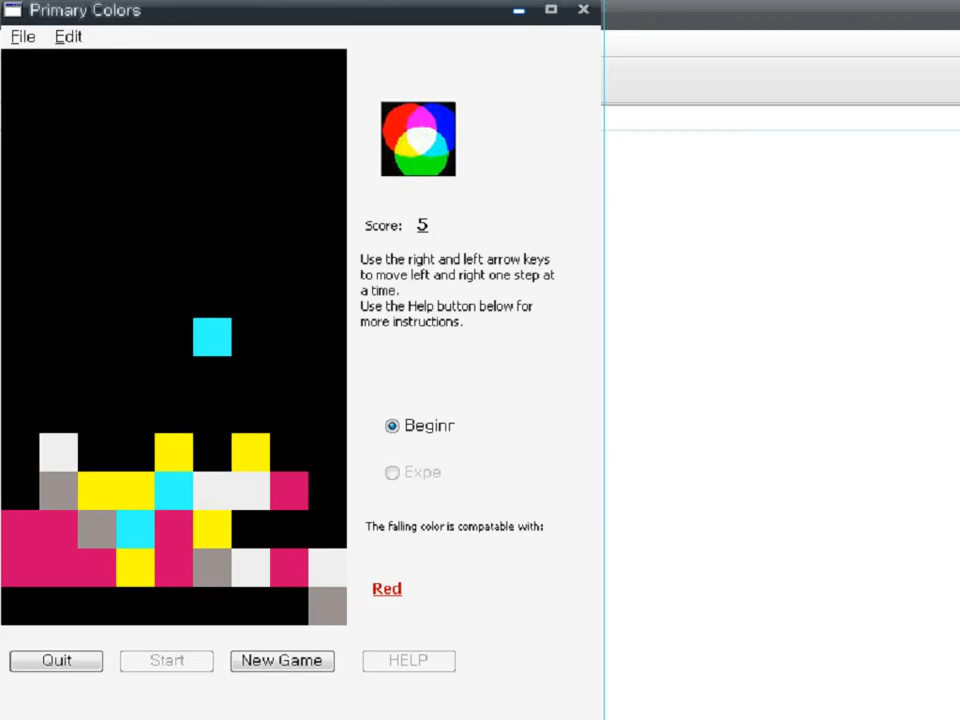 Primary Colors
File Edit
Score: 5
Use the right and left arrow keys
to move left and right one step at
a time.
Use the Help button below for
more instructions.
Beginr
Expe
The falling color is compatable with:
Red
Quit Start New Game HELP